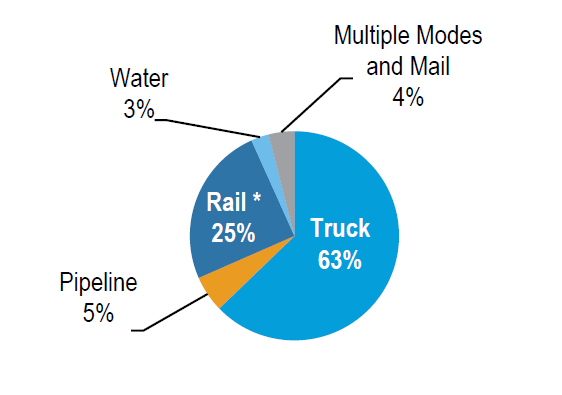 Multiple Modes
and Mail
4%
Water
3%
Rail *
25%
Truck
63%
Pipeline
5%